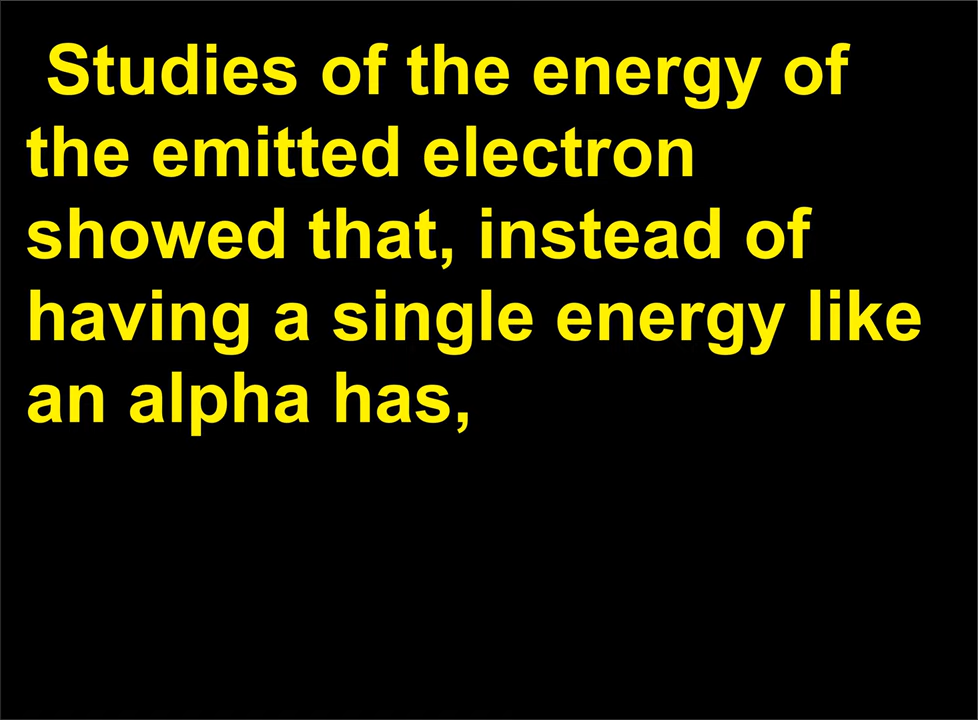 Studies of the energy of
the emitted electron
showed that, instead of
having a single energy like
an alpha has,